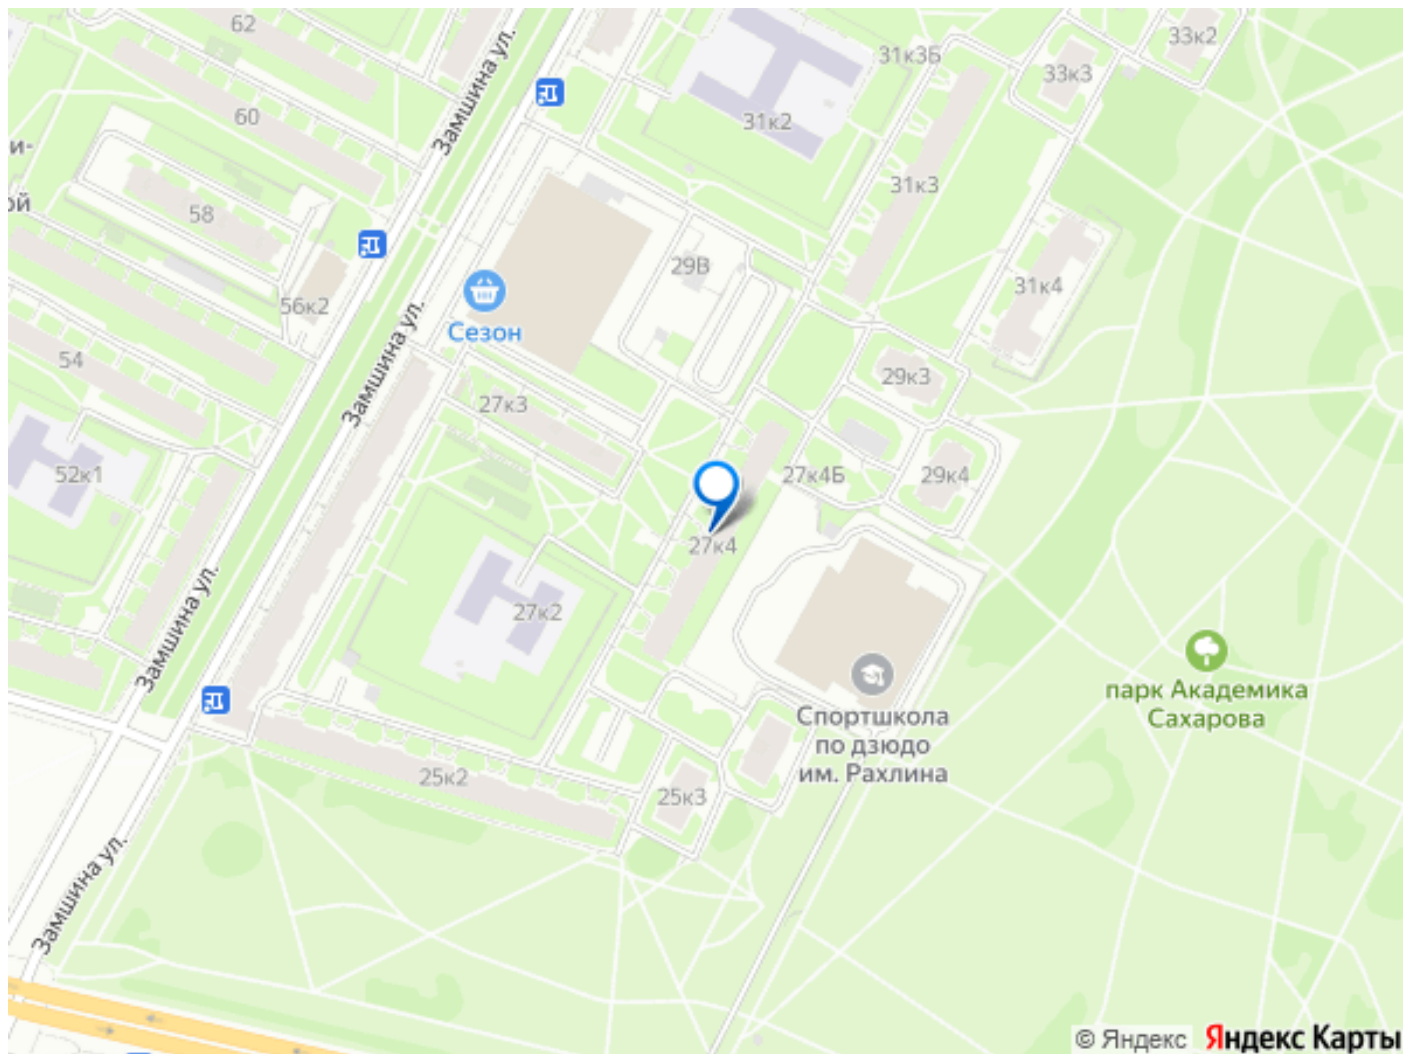 62
Замшина ул.
60
и-
ой
58
56к2
54
52к1
31к3Б
33к2
33к3
31к2
31к3
29В
31к4
Сезон
Замшина ул.
27к3
29к3
27к4Б
29к4
27к4
27к2
Замшина ул.
парк Академика
Сахарова
Спортшкола
по дзюдо
им. Рахлина
25к2
25к3
Замшина ул.
© Яндекс Яндекс Карты